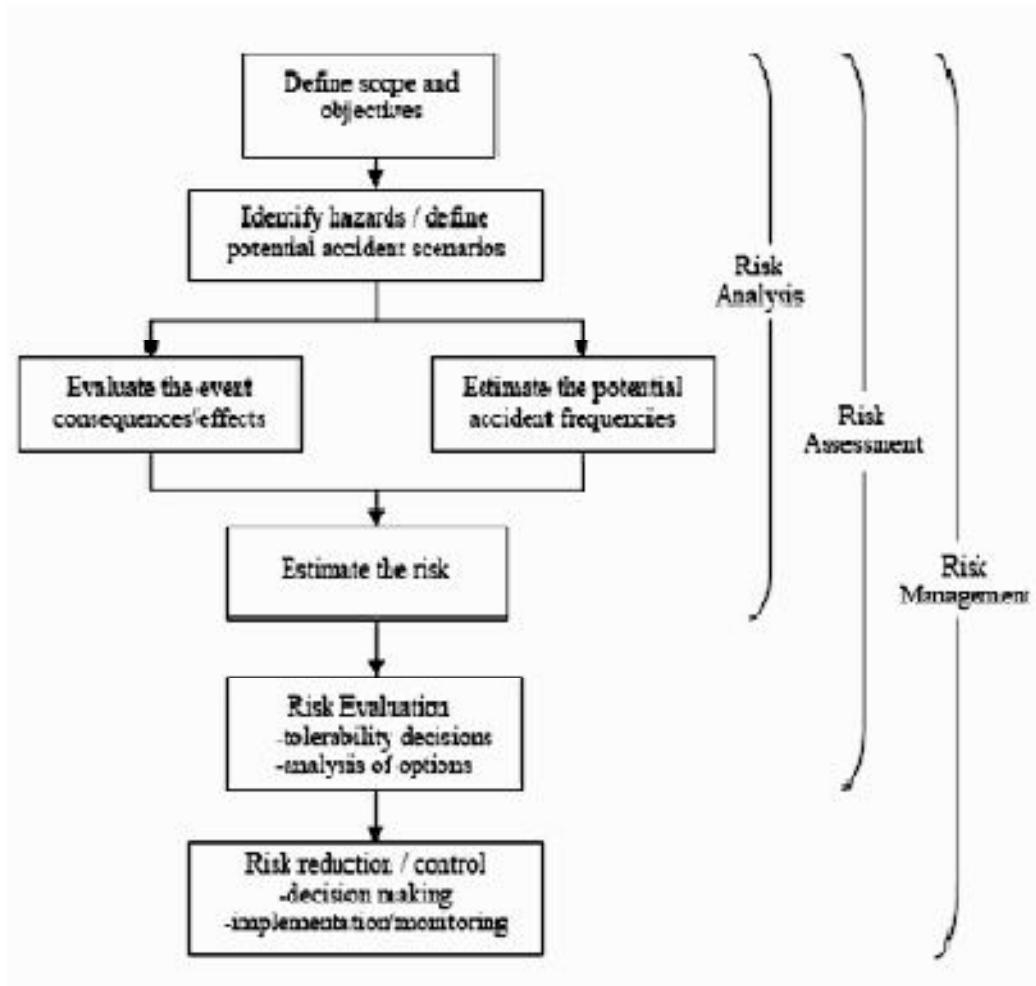 Define scope and
objectives
Identify hazards / define
potential accident scenarios
Evaluate the event
consequences/effects
Estimate the potential
accident frequencies
Estimate the risk
Risk Evaluation
-tolerability decisions
-analysis of options
Risk reduction / control
-decision making
-implementation/monitoring
Risk
Analysis
Risk
Assessment
Risk
Management